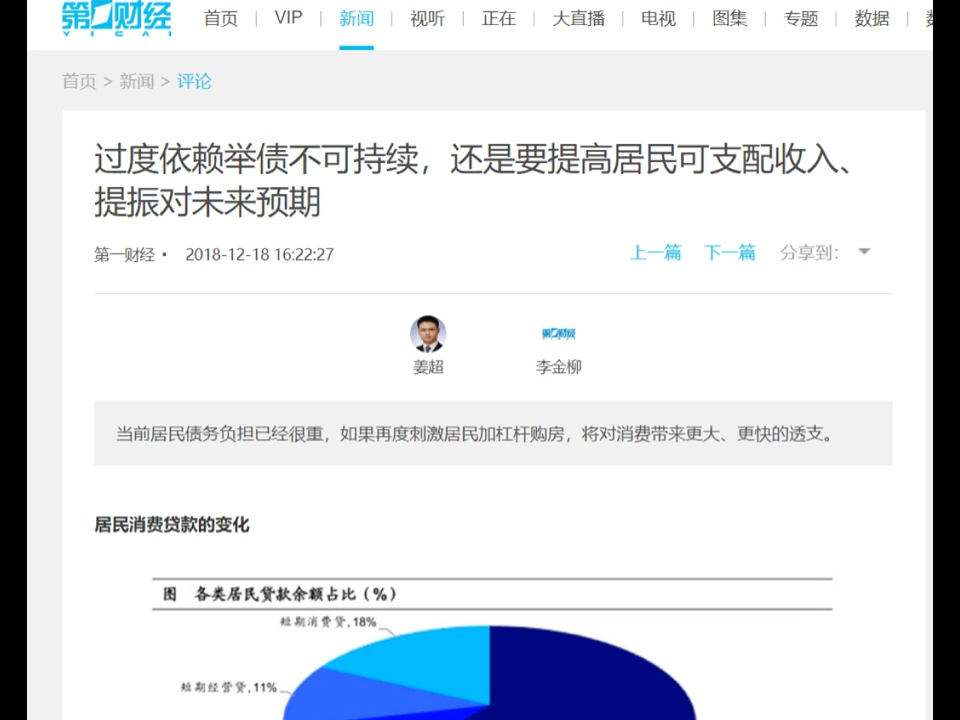 第一财经
YICAI
首页 | VIP | 新闻 | 视听 | 正在 | 大直播 | 电视 | 图集 | 专题 | 数据 |
首页 > 新闻 > 评论
过度依赖举债不可持续，还是要提高居民可支配收入、
提振对未来预期
第一财经 • 2018-12-18 16:22:27 上一篇 下一篇 分享到：
第一财经
姜超 李金柳
当前居民债务负担已经很重，如果再度刺激居民加杠杆购房，将对消费带来更大、更快的透支。
居民消费贷款的变化
图 各类居民贷款余额占比（%）
短期消费贷,18%
短期经营贷,11%